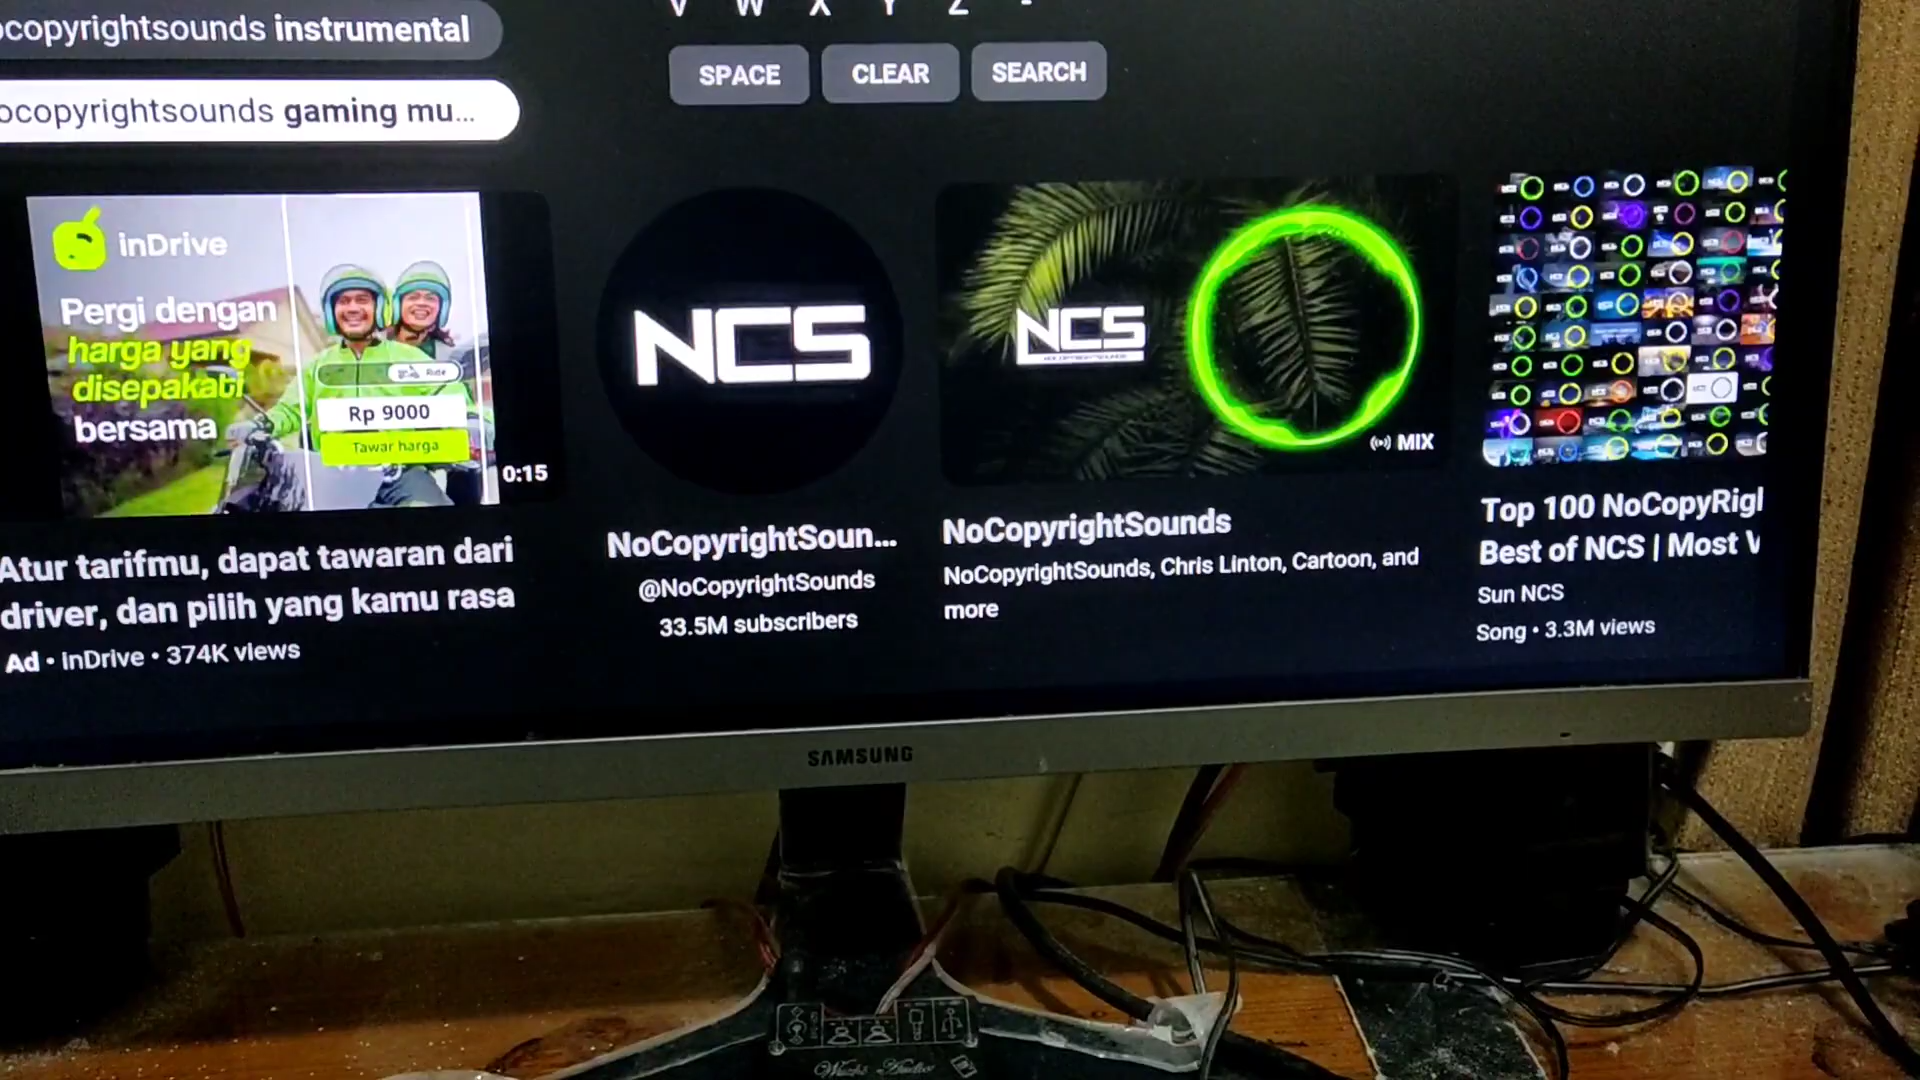 ocopyrightsounds instrumental
ocopyrightsounds gaming mu...
V W X Y Z -
SPACE CLEAR SEARCH
inDrive
Pergi dengan
harga yang
disepakati
bersama
Ride
Rp 9000
Tawar harga
0:15
Atur tarifmu, dapat tawaran dari
driver, dan pilih yang kamu rasa
Ad • inDrive • 374K views
NCS
NoCopyrightSoun...
@NoCopyrightSounds
33.5M subscribers
NCS
MIX
NoCopyrightSounds
NoCopyrightSounds, Chris Linton, Cartoon, and
more
Top 100 NoCopyRigh
Best of NCS | Most V
Sun NCS
Song • 3.3M views
SAMSUNG